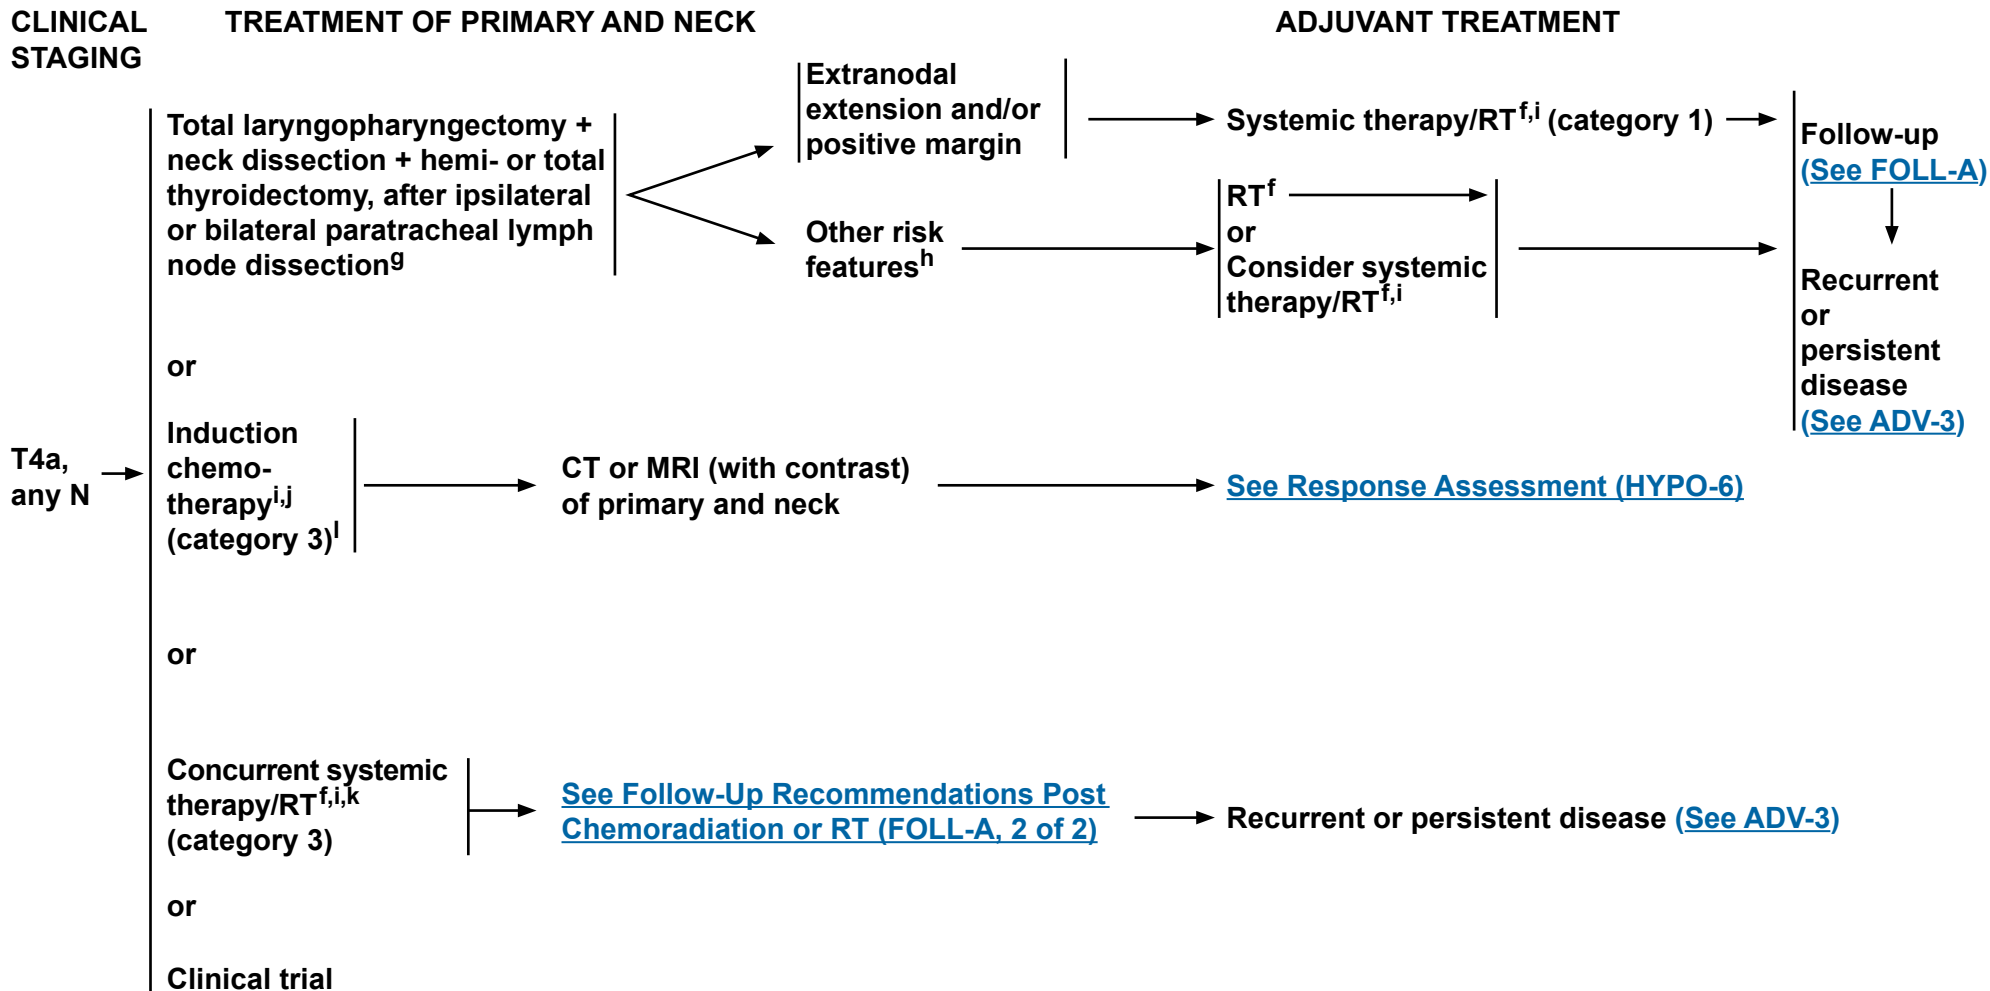 CLINICAL
STAGING
TREATMENT OF PRIMARY AND NECK
ADJUVANT TREATMENT
T4a,
any N
Total laryngopharyngectomy +
neck dissection + hemi- or total
thyroidectomy, after ipsilateral
or bilateral paratracheal lymph
node dissectiong
Extranodal
extension and/or
positive margin
Systemic therapy/RTf,i (category 1)
Other risk
featuresh
RTf
or
Consider systemic
therapy/RTf,i
Follow-up
(See FOLL-A)
Recurrent
or
persistent
disease
(See ADV-3)
or
Induction
chemo-
therapyi,j
(category 3)l
CT or MRI (with contrast)
of primary and neck
See Response Assessment (HYPO-6)
or
Concurrent systemic
therapy/RTf,i,k
(category 3)
See Follow-Up Recommendations Post
Chemoradiation or RT (FOLL-A, 2 of 2)
Recurrent or persistent disease (See ADV-3)
or
Clinical trial